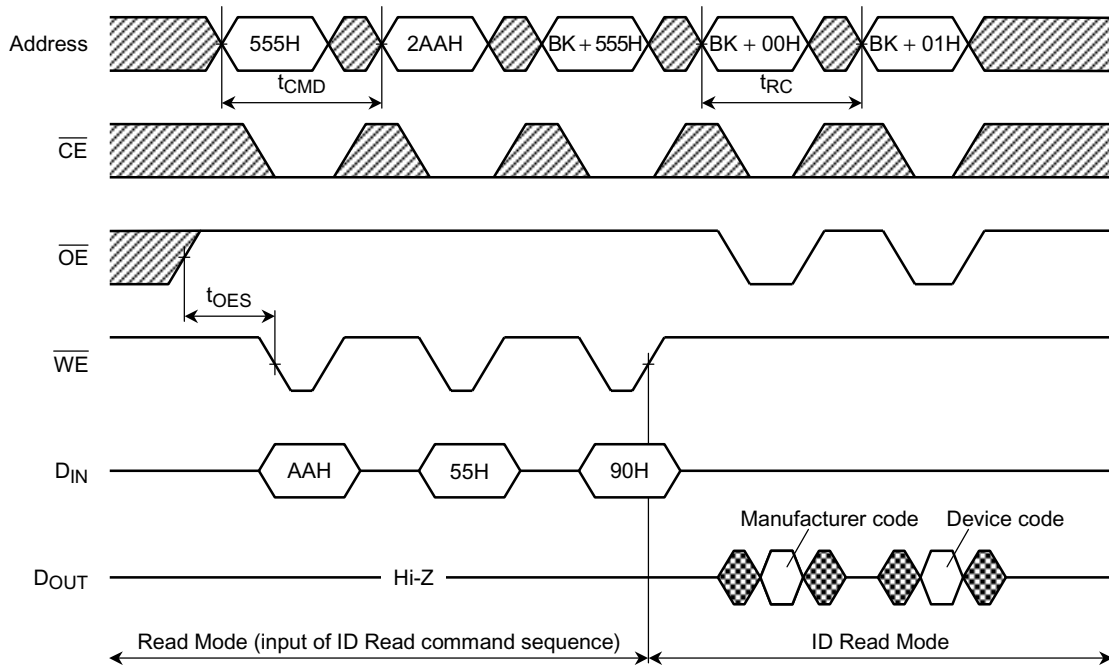 Address 555H 2AAH BK + 555H BK + 00H BK + 01H
tCMD tRC
CE
OE
tOES
WE
DIN AAH 55H 90H
Manufacturer code Device code
DOUT Hi-Z
Read Mode (input of ID Read command sequence) ID Read Mode